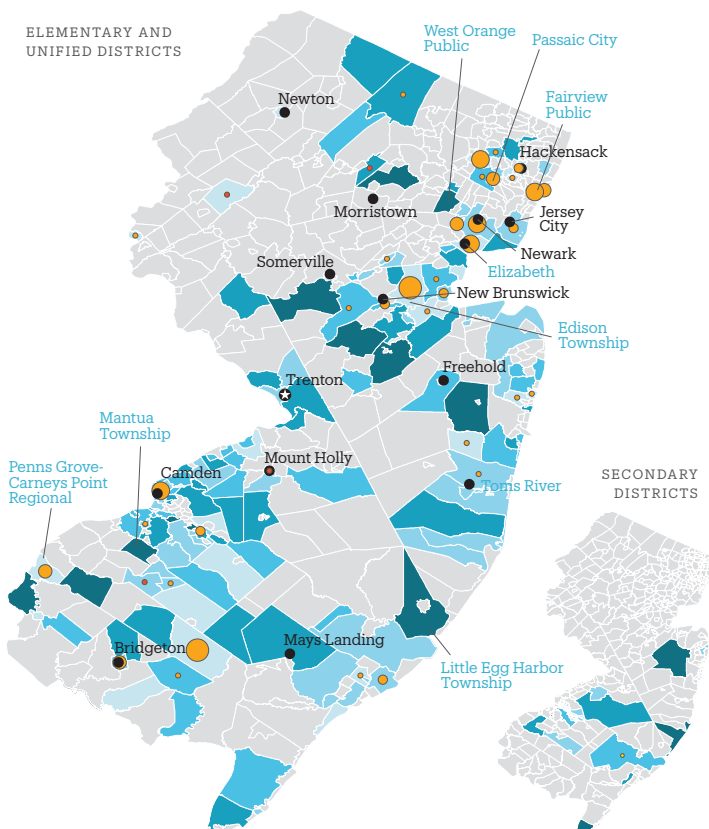 ELEMENTARY AND
UNIFIED DISTRICTS
West Orange
Public
Passaic City
Fairview
Public
Newton
Hackensack
Morristown
Jersey
City
Newark
Elizabeth
Somerville
New Brunswick
Edison
Township
Freehold
Trenton
Mantua
Township
Mount Holly
Camden
Penns Grove-
Carneys Point
Regional
Toms River
SECONDARY
DISTRICTS
Bridgeton
Mays Landing
Little Egg Harbor
Township